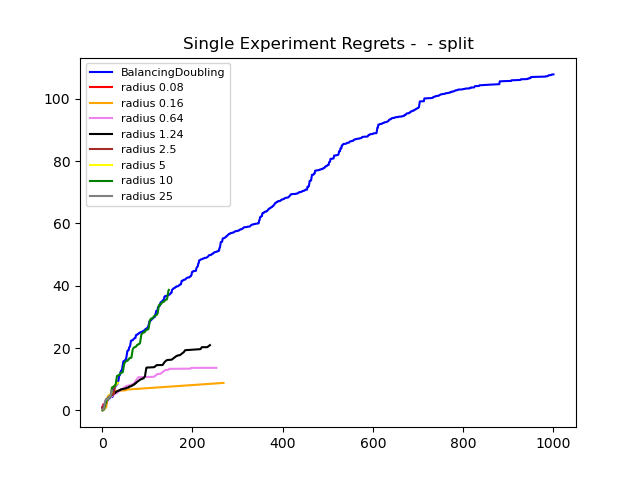 Single Experiment Regrets -  - split
BalancingDoubling
radius 0.08
radius 0.16
radius 0.64
radius 1.24
radius 2.5
radius 5
radius 10
radius 25
100
80
60
40
20
0
0 200 400 600 800 1000